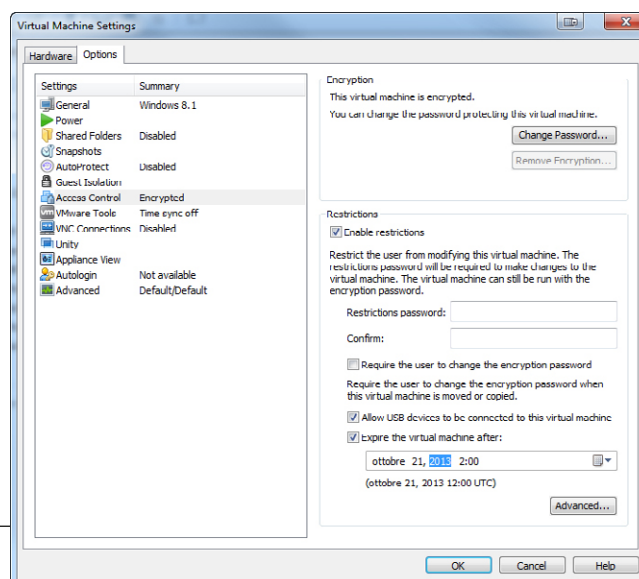 Virtual Machine Settings
Hardware Options
Settings Summary
General Windows 8.1
Power
Shared Folders Disabled
Snapshots
AutoProtect Disabled
Guest Isolation
Access Control Encrypted
VMware Tools Time sync off
VNC Connections Disabled
Unity
Appliance View
Autologin Not available
Advanced Default/Default
Encryption
This virtual machine is encrypted.
You can change the password protecting this virtual machine.
Change Password...
Remove Encryption...
Restrictions
Enable restrictions
Restrict the user from modifying this virtual machine. The
restrictions password will be required to make changes to the
virtual machine. The virtual machine can still be run with the
encryption password.
Restrictions password:
Confirm:
Require the user to change the encryption password
Require the user to change the encryption password when
this virtual machine is moved or copied.
Allow USB devices to be connected to this virtual machine
Expire the virtual machine after:
ottobre 21, 2013 2:00
(ottobre 21, 2013 12:00 UTC)
Advanced...
OK Cancel Help